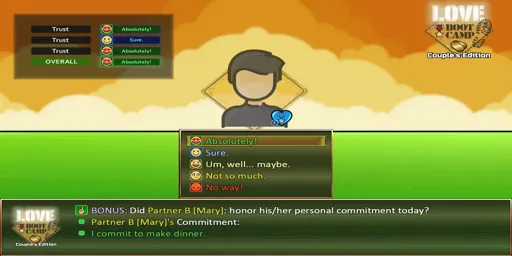 LOVE
BOOT
CAMP
Couple's Edition
Trust Absolutely!
Trust Sure.
Trust Absolutely!
OVERALL Absolutely!
Absolutely!
Sure.
Um, well... maybe.
Not so much.
No way!
LOVE
BOOT
CAMP
Couple's Edition
BONUS: Did Partner B [Mary]: honor his/her personal commitment today?
Partner B [Mary]'s Commitment:
I commit to make dinner.